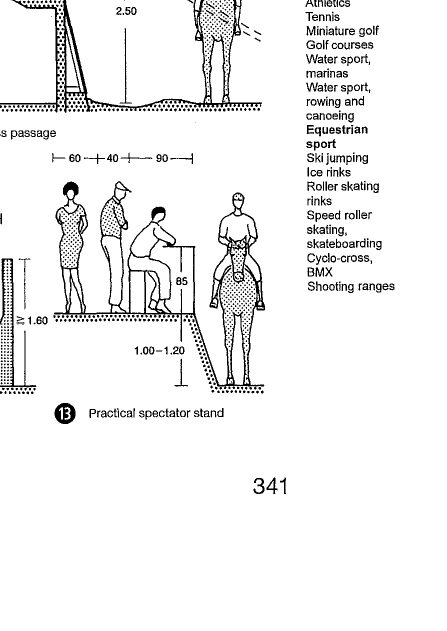 2.50
s passage
60
40
90
85
≥ 1.60
1.00–1.20
13 Practical spectator stand
Athletics
Tennis
Miniature golf
Golf courses
Water sport,
marinas
Water sport,
rowing and
canoeing
Equestrian
sport
Ski jumping
Ice rinks
Roller skating
rinks
Speed roller
skating,
skateboarding
Cyclo-cross,
BMX
Shooting ranges
341